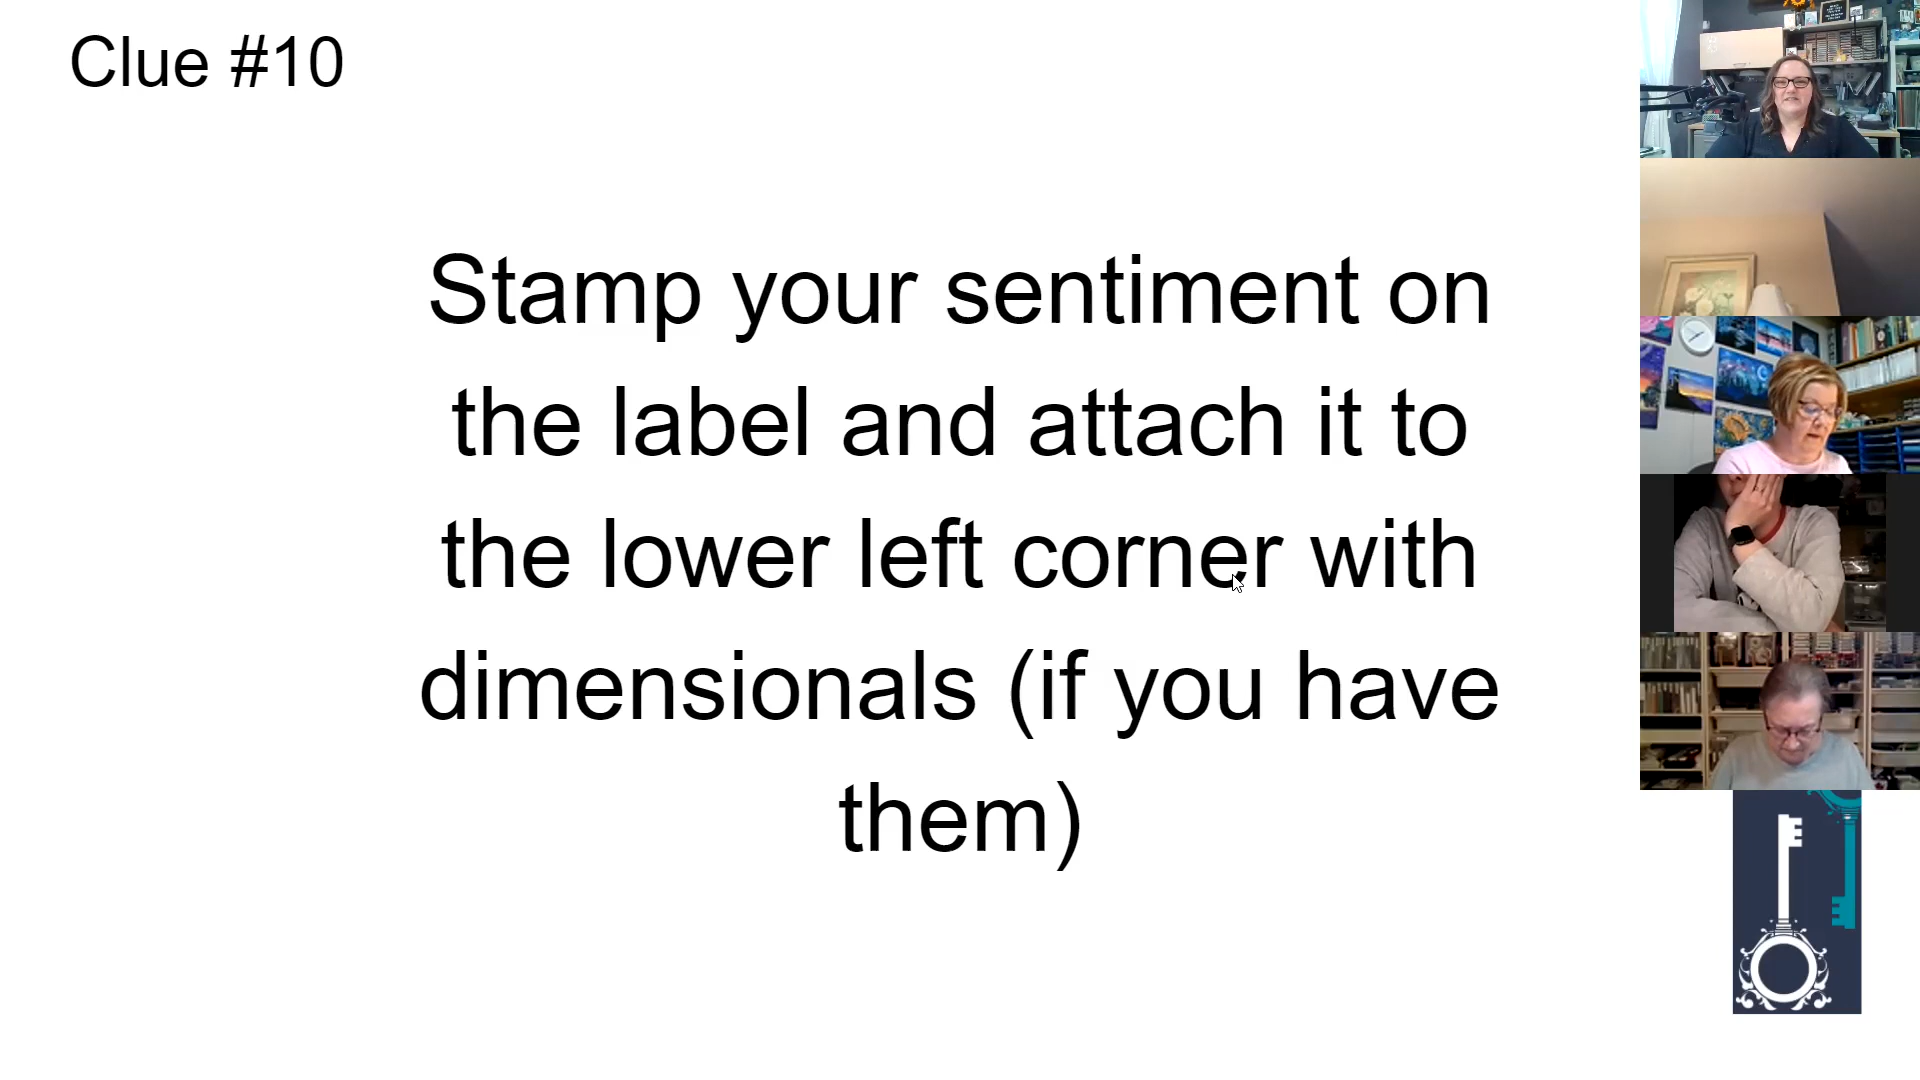 Clue #10
Stamp your sentiment on
the label and attach it to
the lower left corner with
dimensionals (if you have
them)